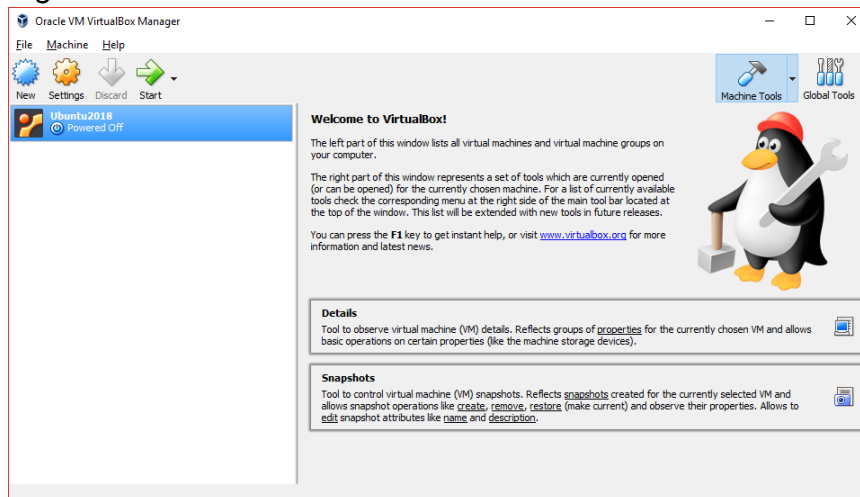 Oracle VM VirtualBox Manager
File Machine Help
New Settings Discard Start
Machine Tools Global Tools
Ubuntu2018
Powered Off
Welcome to VirtualBox!
The left part of this window lists all virtual machines and virtual machine groups on
your computer.
The right part of this window represents a set of tools which are currently opened
(or can be opened) for the currently chosen machine. For a list of currently available
tools check the corresponding menu at the right side of the main tool bar located at
the top of the window. This list will be extended with new tools in future releases.
You can press the F1 key to get instant help, or visit www.virtualbox.org for more
information and latest news.
Details
Tool to observe virtual machine (VM) details. Reflects groups of properties for the currently chosen VM and allows
basic operations on certain properties (like the machine storage devices).
Snapshots
Tool to control virtual machine (VM) snapshots. Reflects snapshots created for the currently selected VM and
allows snapshot operations like create, remove, restore (make current) and observe their properties. Allows to
edit snapshot attributes like name and description.